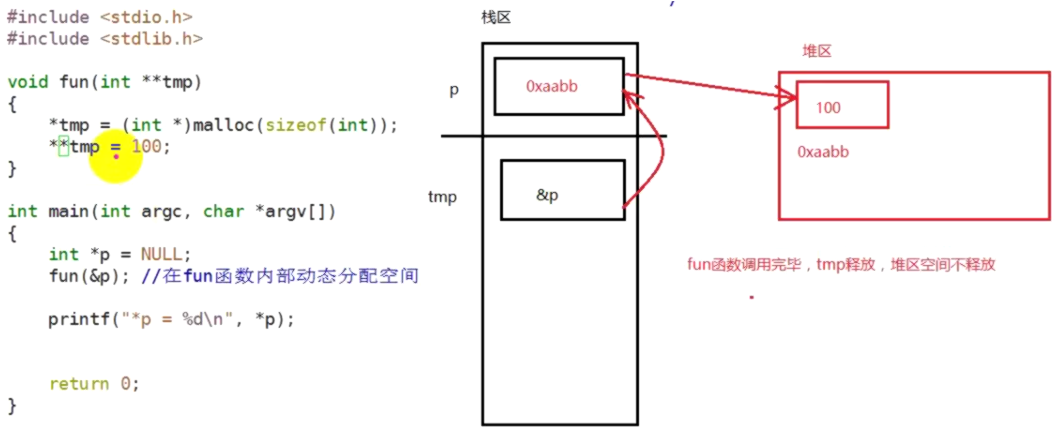 #include <stdio.h>
#include <stdlib.h>
void fun(int **tmp)
{
*tmp = (int *)malloc(sizeof(int));
**tmp = 100;
}
int main(int argc, char *argv[])
{
int *p = NULL;
fun(&p); //在fun函数内部动态分配空间
printf("*p = %d\n", *p);
return 0;
}
栈区
p
0xaabb
tmp
&p
堆区
100
0xaabb
fun函数调用完毕，tmp释放，堆区空间不释放